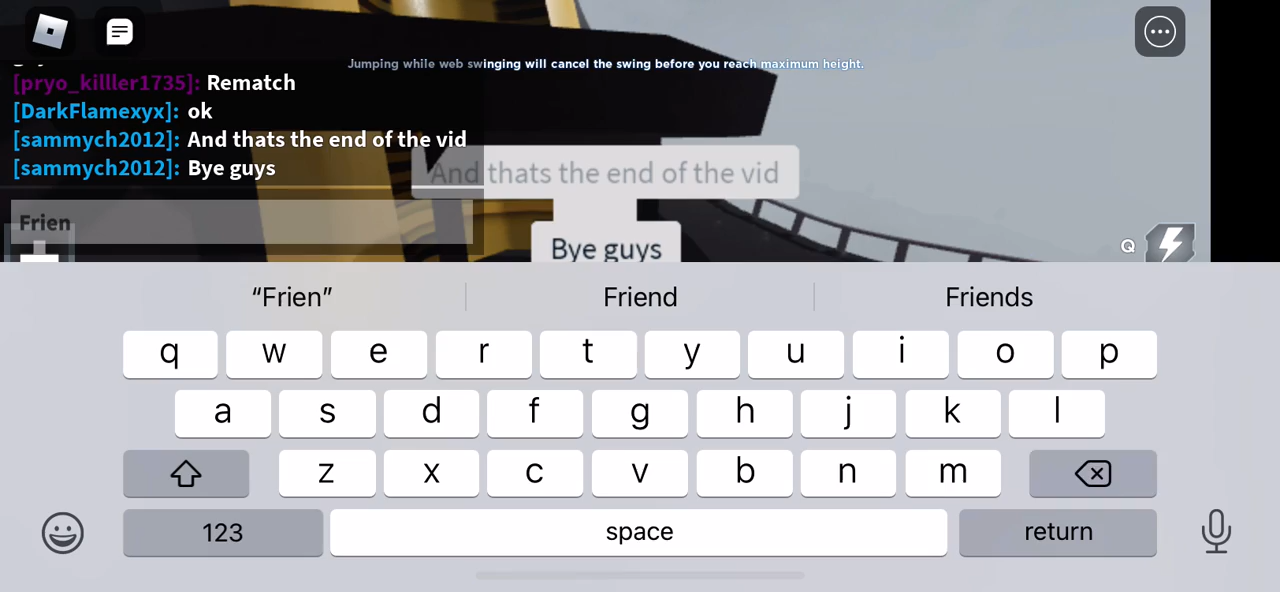 Jumping while web swinging will cancel the swing before you reach maximum height.
[pryo_killler1735]: Rematch
[DarkFlamexyx]: ok
[sammych2012]: And thats the end of the vid
[sammych2012]: Bye guys
And thats the end of the vid
Frien
Bye guys
Q
“Frien” Friend Friends
q w e r t y u i o p
a s d f g h j k l
z x c v b n m
123 space return